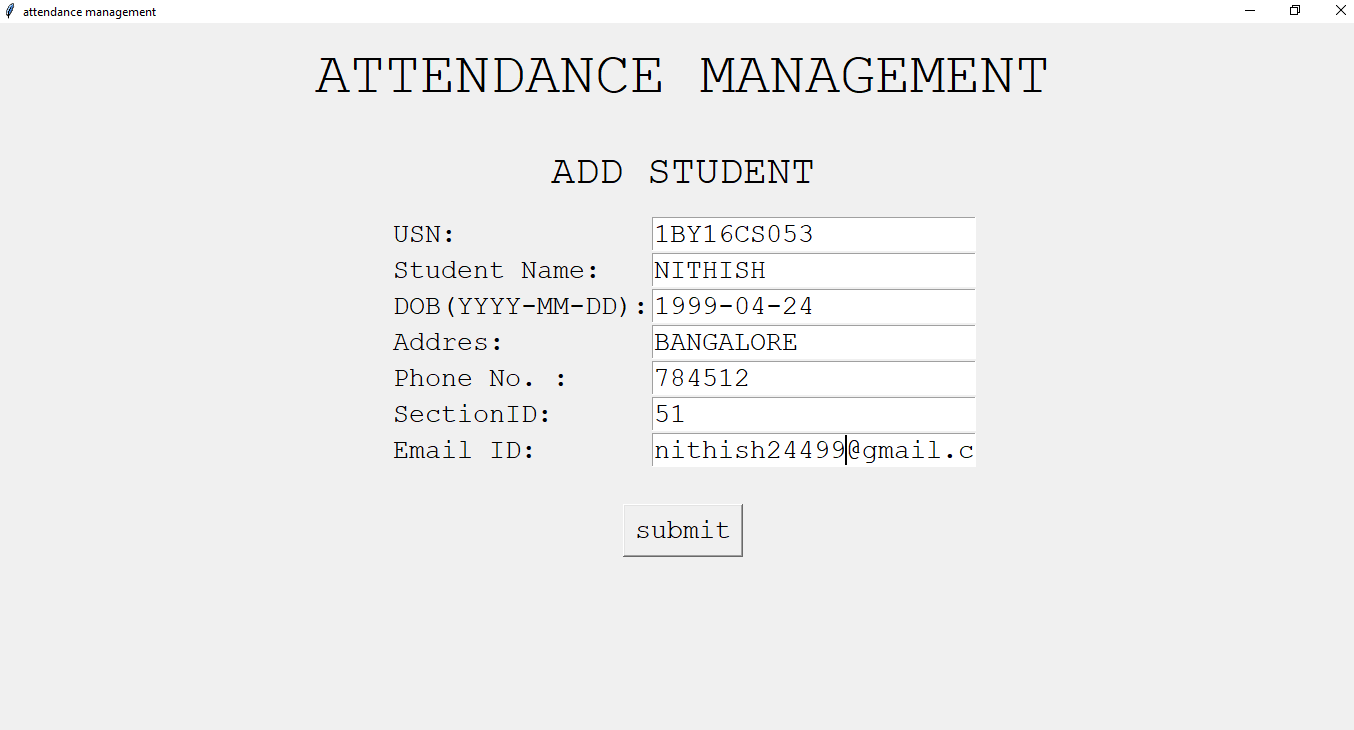 attendance management
ATTENDANCE MANAGEMENT
ADD STUDENT
USN: 1BY16CS053
Student Name: NITHISH
DOB(YYYY-MM-DD): 1999-04-24
Addres: BANGALORE
Phone No. : 784512
SectionID: 51
Email ID: nithish24499@gmail.c
submit